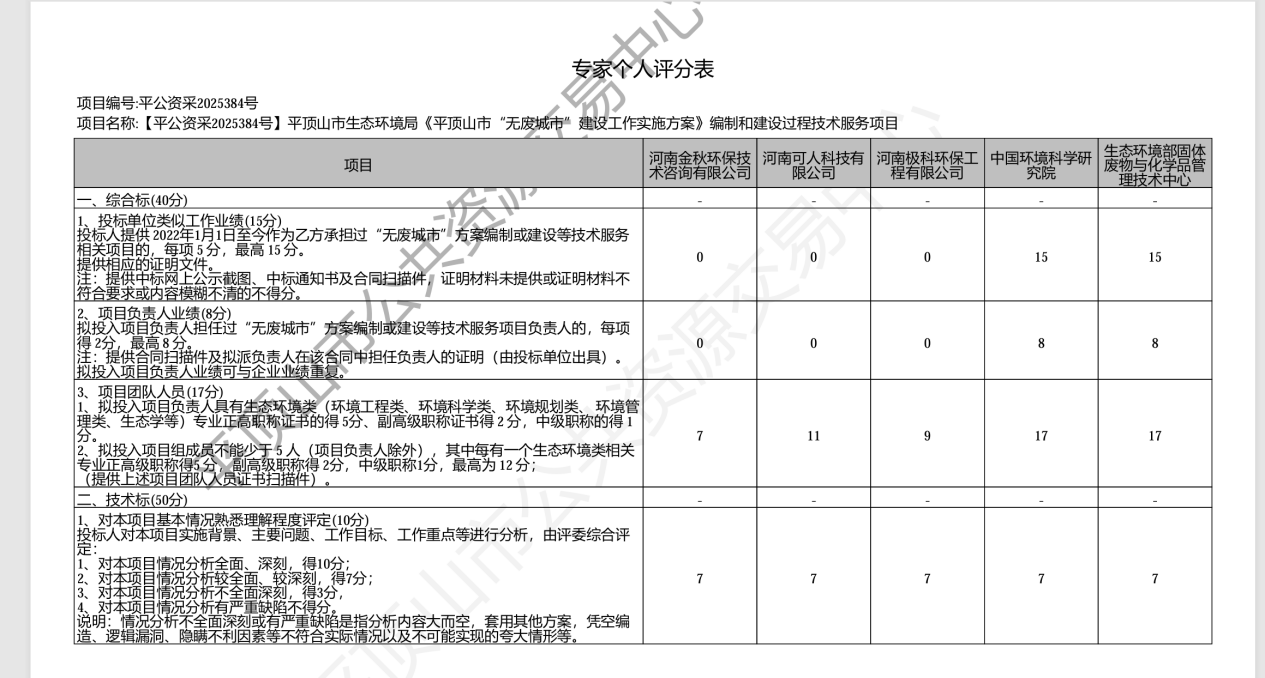 专家个人评分表
项目编号:平公资采2025384号
项目名称:【平公资采2025384号】平顶山市生态环境局《平顶山市“无废城市”建设工作实施方案》编制和建设过程技术服务项目
项目
河南金秋环保技
术咨询有限公司
河南可人科技有
限公司
河南极科环保工
程有限公司
中国环境科学研
究院
生态环境部固体
废物与化学品管
理技术中心
一、综合标(40分)
-
-
-
-
-
1、投标单位类似工作业绩(15分)
投标人提供 2022年1月1日至今作为乙方承担过“无废城市”方案编制或建设等技术服务
相关项目的，每项 5 分，最高 15 分。
提供相应的证明文件。
注：提供中标网上公示截图、中标通知书及合同扫描件，证明材料未提供或证明材料不
符合要求或内容模糊不清的不得分。
0
0
0
15
15
2、项目负责人业绩(8分)
拟投入项目负责人担任过“无废城市”方案编制或建设等技术服务项目负责人的，每项
得 2分，最高 8 分。
注：提供合同扫描件及拟派负责人在该合同中担任负责人的证明（由投标单位出具）。
拟投入项目负责人业绩可与企业业绩重复。
0
0
0
8
8
3、项目团队人员(17分)
1、拟投入项目负责人具有生态环境类（环境工程类、环境科学类、环境规划类、环境管
理类、生态学等）专业正高职称证书的得 5分、副高级职称证书得 2 分，中级职称的得 1
分。
2、拟投入项目组成员不能少于 5 人（项目负责人除外），其中每有一个生态环境类相关
专业正高级职称得3 分，副高级职称得 2分，中级职称1分，最高为 12 分；
（提供上述项目团队人员证书扫描件）。
7
11
9
17
17
二、技术标(50分)
-
-
-
-
-
1、对本项目基本情况熟悉理解程度评定(10分)
投标人对本项目实施背景、主要问题、工作目标、工作重点等进行分析，由评委综合评
定：
1、对本项目情况分析全面、深刻，得10分；
2、对本项目情况分析较全面、较深刻，得7分；
3、对本项目情况分析不全面深刻，得3分，
4、对本项目情况分析有严重缺陷不得分。
说明：情况分析不全面深刻或有严重缺陷是指分析内容大而空，套用其他方案，凭空编
造、逻辑漏洞、隐瞒不利因素等不符合实际情况以及不可能实现的夸大情形等。
7
7
7
7
7
平顶山市公共资源交易中心
平顶山市公共资源交易中心